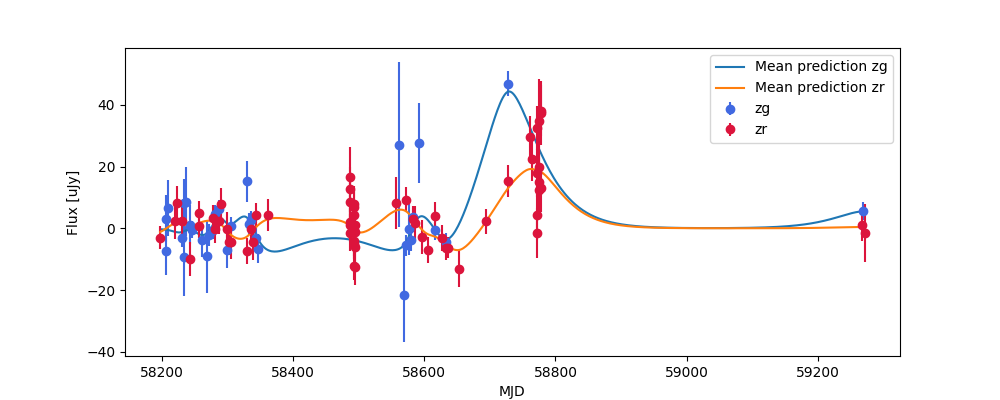 Mean prediction zg
Mean prediction zr
zg
zr
Flux [uJy]
40
20
0
−20
−40
58200 58400 58600 58800 59000 59200
MJD